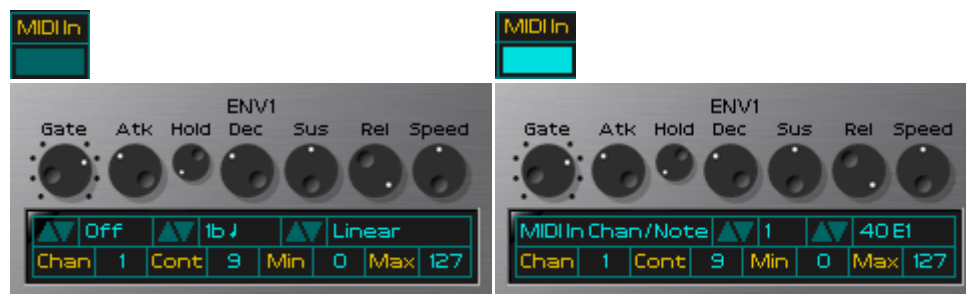 MIDI In
ENV1
Gate Atk Hold Dec Sus Rel Speed
Off 1b♩ Linear
Chan 1 Cont 9 Min 0 Max 127
MIDI In
ENV1
Gate Atk Hold Dec Sus Rel Speed
MIDI In Chan/Note 1 40 E1
Chan 1 Cont 9 Min 0 Max 127